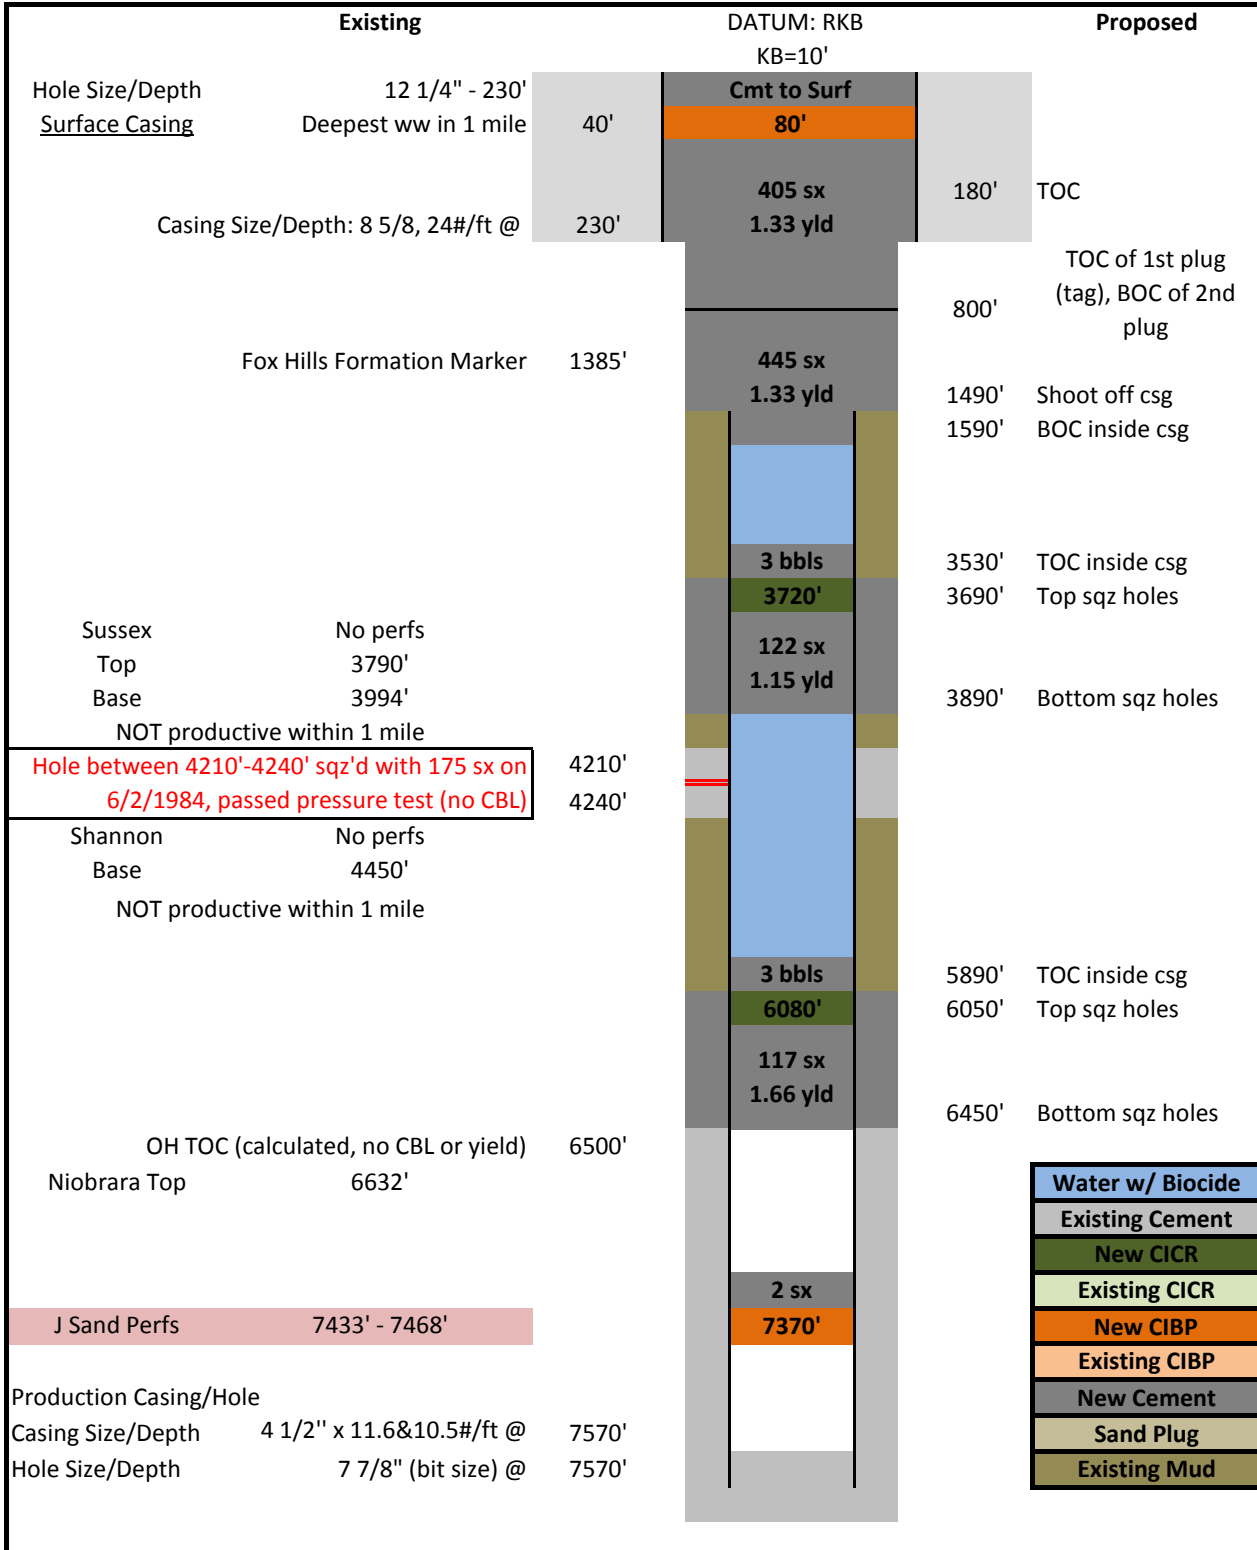 Existing DATUM: RKB Proposed
KB=10'
Hole Size/Depth 12 1/4" - 230' Cmt to Surf
Surface Casing Deepest ww in 1 mile 40' 80'
405 sx 180' TOC
Casing Size/Depth: 8 5/8, 24#/ft @ 230' 1.33 yld
TOC of 1st plug
(tag), BOC of 2nd
plug
800'
Fox Hills Formation Marker 1385' 445 sx
1.33 yld 1490' Shoot off csg
1590' BOC inside csg
3 bbls 3530' TOC inside csg
3720' 3690' Top sqz holes
Sussex No perfs
122 sx
Top 3790'
1.15 yld
Base 3994' 3890' Bottom sqz holes
NOT productive within 1 mile
Hole between 4210'-4240' sqz'd with 175 sx on 4210'
6/2/1984, passed pressure test (no CBL) 4240'
Shannon No perfs
Base 4450'
NOT productive within 1 mile
3 bbls 5890' TOC inside csg
6080' 6050' Top sqz holes
117 sx
1.66 yld
6450' Bottom sqz holes
OH TOC (calculated, no CBL or yield) 6500'
Niobrara Top 6632' Water w/ Biocide
Existing Cement
New CICR
2 sx Existing CICR
J Sand Perfs 7433' - 7468' 7370' New CIBP
Existing CIBP
Production Casing/Hole New Cement
Casing Size/Depth 4 1/2'' x 11.6&10.5#/ft @ 7570' Sand Plug
Hole Size/Depth 7 7/8" (bit size) @ 7570' Existing Mud